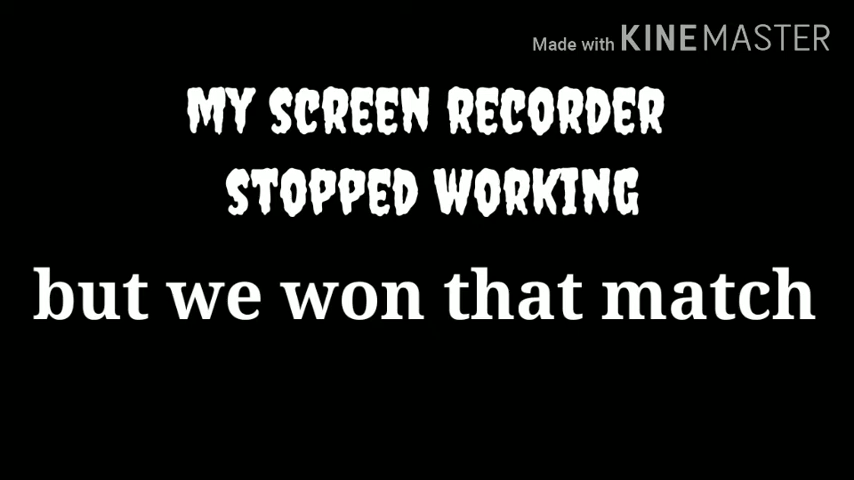 Made with KINEMASTER
MY SCREEN RECORDER
STOPPED WORKING
but we won that match